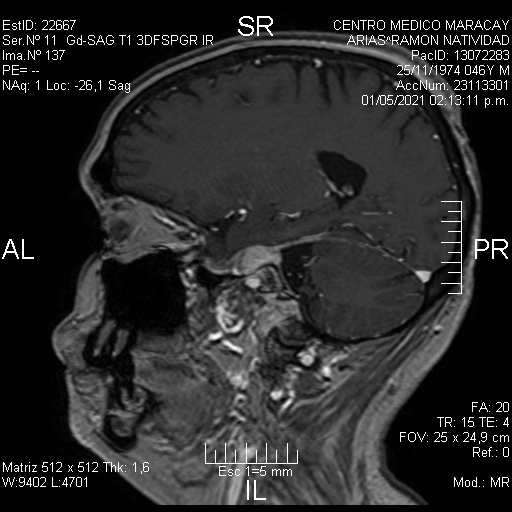 EstID: 22667
Ser.Nº 11 Gd-SAG T1 3DFSPGR IR
Ima.Nº 137
PE= --
NAq: 1 Loc: -26,1 Sag
SR
CENTRO MEDICO MARACAY
ARIAS^RAMON NATIVIDAD
PacID: 13072283
25/11/1974 046Y M
AccNum: 23113301
01/05/2021 02:13:11 p.m.
AL
PR
Matriz 512 x 512 Thk: 1,6
W:9402 L:4701
Esc 1=5 mm
IL
FA: 20
TR: 15 TE: 4
FOV: 25 x 24,9 cm
Ref.: 0
Mod.: MR